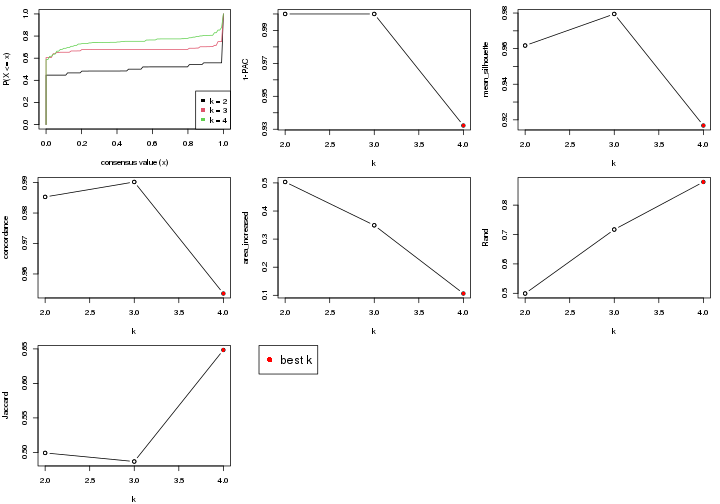 P(X <= x)
0.0 0.2 0.4 0.6 0.8 1.0
k = 2
k = 3
k = 4
0.0 0.2 0.4 0.6 0.8 1.0
consensus value (x)
1-PAC
0.93 0.95 0.97 0.99
2.0 2.5 3.0 3.5 4.0
k
mean_silhouette
0.92 0.94 0.96 0.98
2.0 2.5 3.0 3.5 4.0
k
concordance
0.96 0.97 0.98 0.99
2.0 2.5 3.0 3.5 4.0
k
area_increased
0.1 0.2 0.3 0.4 0.5
2.0 2.5 3.0 3.5 4.0
k
Rand
0.5 0.6 0.7 0.8
2.0 2.5 3.0 3.5 4.0
k
Jaccard
0.50 0.55 0.60 0.65
2.0 2.5 3.0 3.5 4.0
k
best k